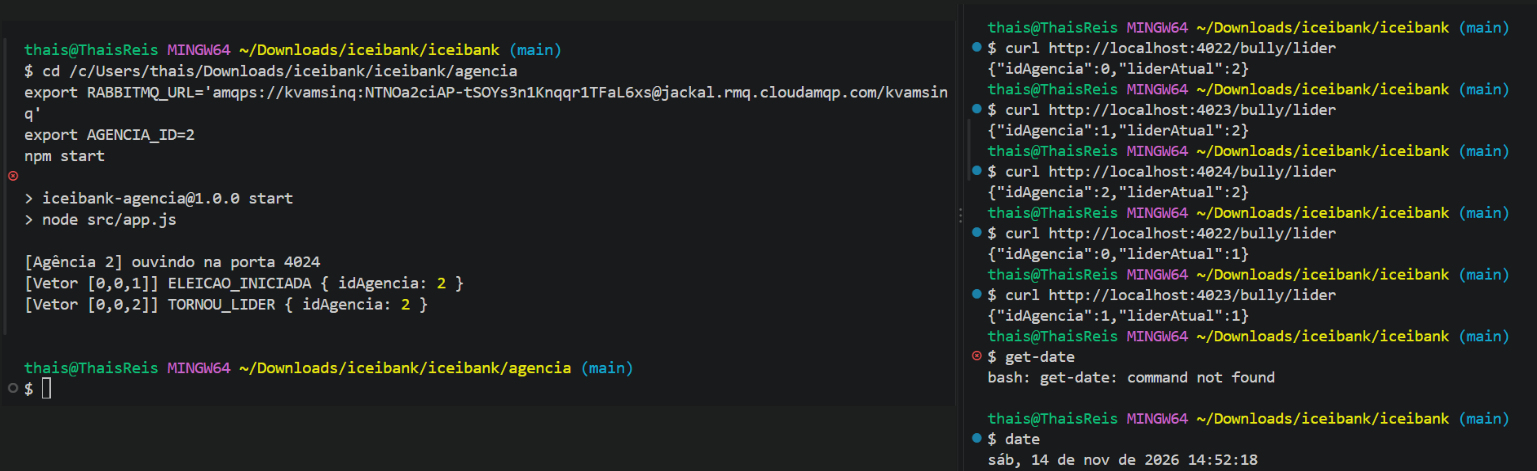 thais@ThaisReis MINGW64 ~/Downloads/iceibank/iceibank (main)
$ cd /c/Users/thais/Downloads/iceibank/iceibank/agencia
export RABBITMQ_URL='amqps://kvamsinq:NTNOa2ciAP-tSOYs3n1Knqqr1TFaL6xs@jackal.rmq.cloudamqp.com/kvamsin
q'
export AGENCIA_ID=2
npm start

> iceibank-agencia@1.0.0 start
> node src/app.js

[Agência 2] ouvindo na porta 4024
[Vetor [0,0,1]] ELEICAO_INICIADA { idAgencia: 2 }
[Vetor [0,0,2]] TORNOU_LIDER { idAgencia: 2 }

thais@ThaisReis MINGW64 ~/Downloads/iceibank/iceibank/agencia (main)
$
thais@ThaisReis MINGW64 ~/Downloads/iceibank/iceibank (main)
$ curl http://localhost:4022/bully/lider
{"idAgencia":0,"liderAtual":2}
thais@ThaisReis MINGW64 ~/Downloads/iceibank/iceibank (main)
$ curl http://localhost:4023/bully/lider
{"idAgencia":1,"liderAtual":2}
thais@ThaisReis MINGW64 ~/Downloads/iceibank/iceibank (main)
$ curl http://localhost:4024/bully/lider
{"idAgencia":2,"liderAtual":2}
thais@ThaisReis MINGW64 ~/Downloads/iceibank/iceibank (main)
$ curl http://localhost:4022/bully/lider
{"idAgencia":0,"liderAtual":1}
thais@ThaisReis MINGW64 ~/Downloads/iceibank/iceibank (main)
$ curl http://localhost:4023/bully/lider
{"idAgencia":1,"liderAtual":1}
thais@ThaisReis MINGW64 ~/Downloads/iceibank/iceibank (main)
$ get-date
bash: get-date: command not found

thais@ThaisReis MINGW64 ~/Downloads/iceibank/iceibank (main)
$ date
sáb, 14 de nov de 2026 14:52:18